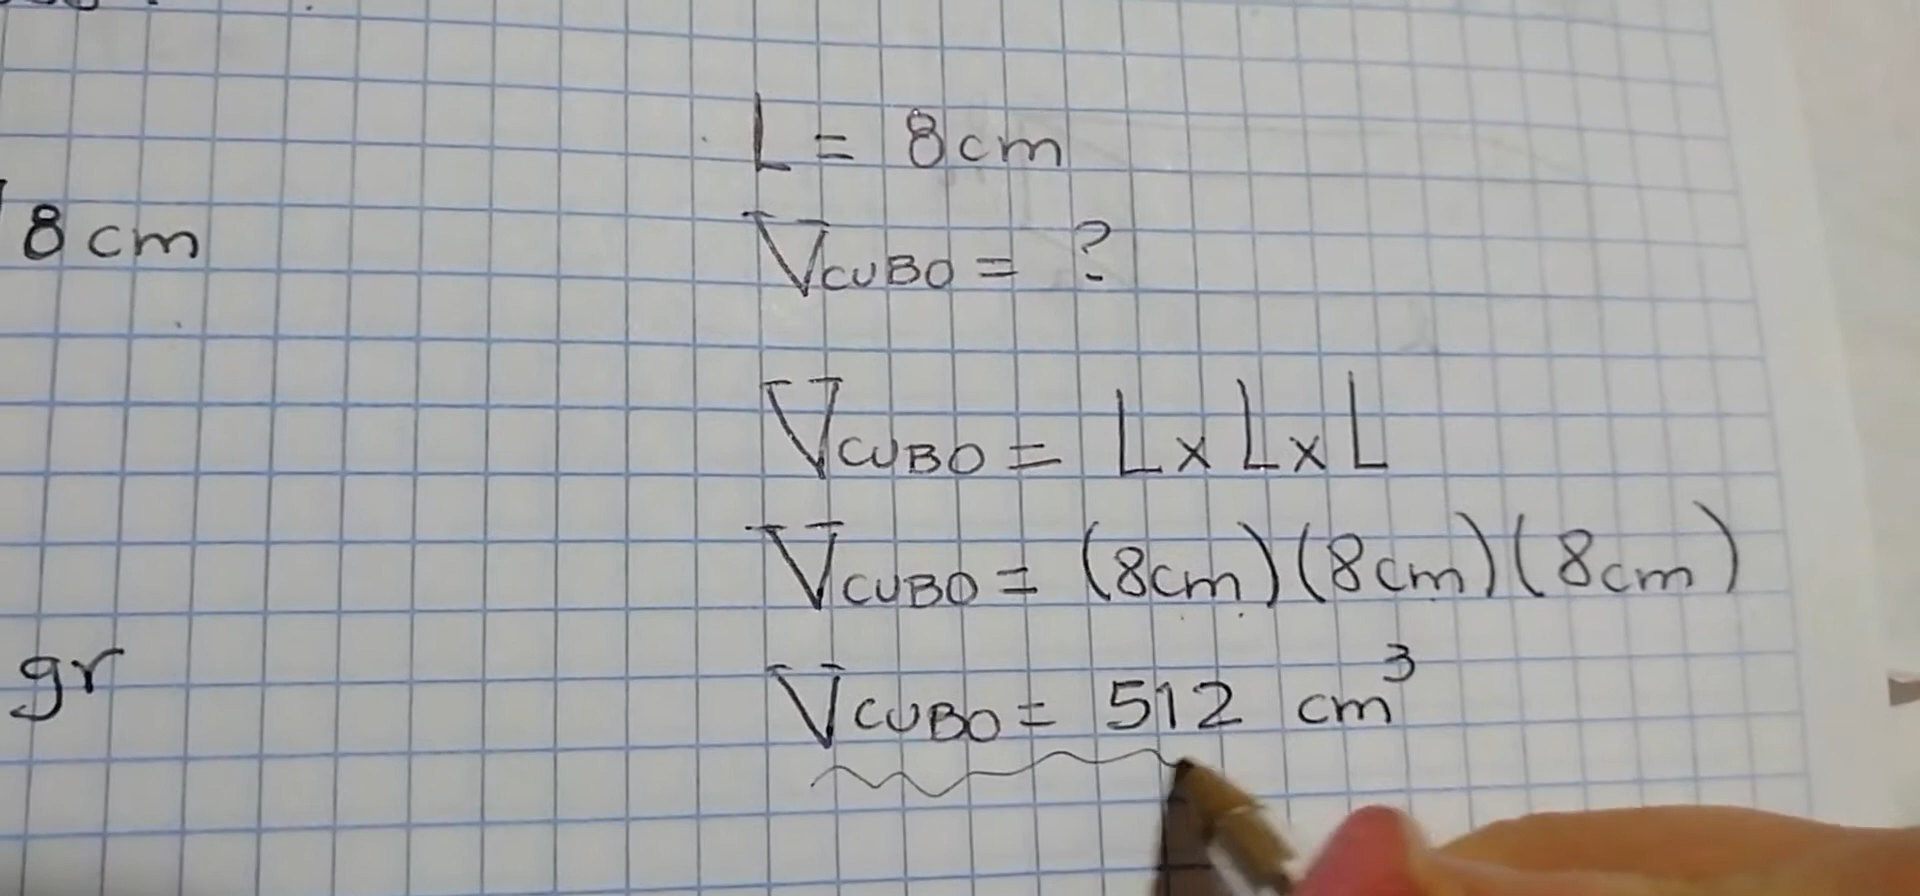 L = 8cm
8 cm
VCUBO = ?
VCUBO = L x L x L
VCUBO = (8cm)(8cm)(8cm)
gr
VCUBO = 512 cm³